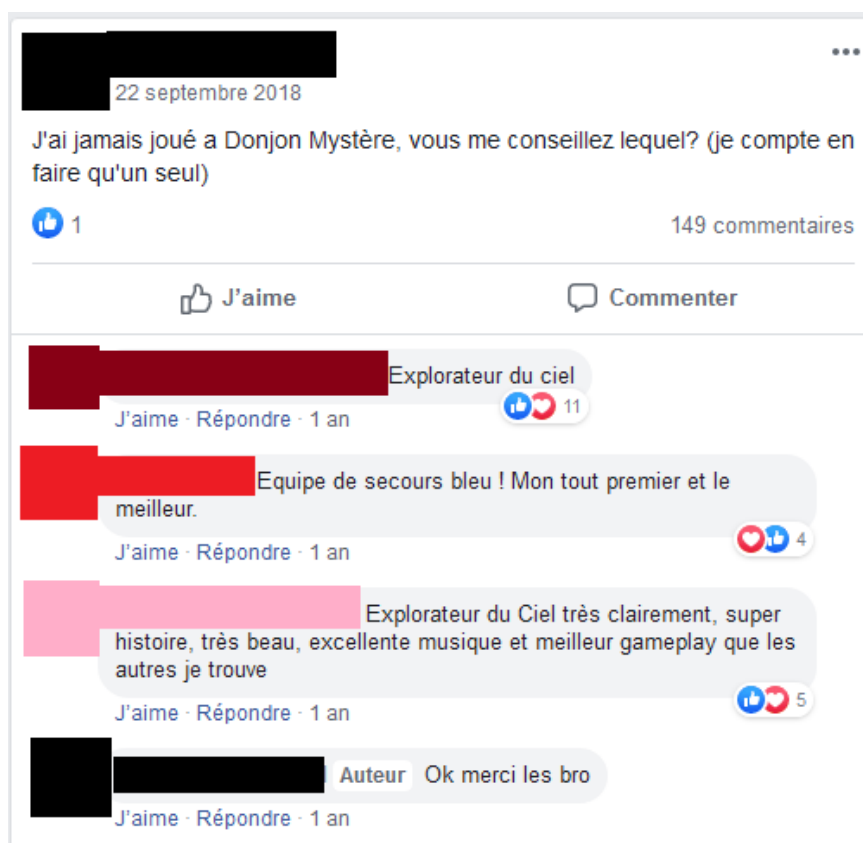 22 septembre 2018
J'ai jamais joué a Donjon Mystère, vous me conseillez lequel? (je compte en
faire qu'un seul)
1
149 commentaires
J'aime
Commenter
Explorateur du ciel
11
J'aime · Répondre · 1 an
Equipe de secours bleu ! Mon tout premier et le
meilleur.
4
J'aime · Répondre · 1 an
Explorateur du Ciel très clairement, super
histoire, très beau, excellente musique et meilleur gameplay que les
autres je trouve
5
J'aime · Répondre · 1 an
Auteur Ok merci les bro
J'aime · Répondre · 1 an